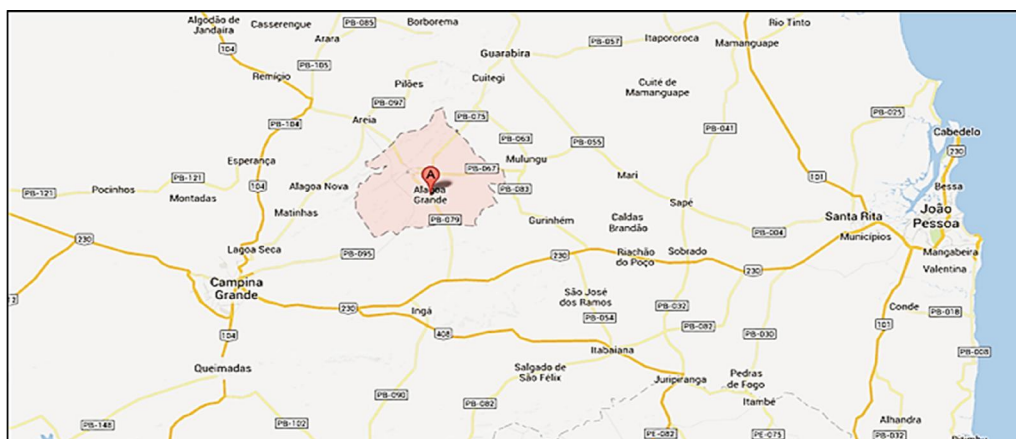 Algodão de
Jandaira
Casserengue
PB-085
Borborema
Rio Tinto
Arara
PB-057
Itapororoca
Mamanguape
104
Guarabira
PB-105
Remígio
Pilões
Cuitegi
Cuité de
Mamanguape
PB-097
PB-104
Areia
PB-075
PB-025
PB-063
PB-055
PB-041
Cabedelo
230
Esperança
Mulungu
A
PB-067
PB-121
PB-121
Pocinhos
104
Alagoa Nova
Alagoa
Grande
PB-083
Mari
101
Bessa
Montadas
Matinhas
PB-079
Gurinhém
Caldas
Brandão
Sapé
Santa Rita
João
Pessoa
PB-004
Municípios
230
Lagoa Seca
PB-095
230
Riachão
do Poço
Sobrado
230
Mangabeira
Valentina
Campina
Grande
São José
dos Ramos
230
Ingá
PB-032
Conde
PB-018
PB-054
PB-082
PB-030
101
104
408
Itabaiana
PB-008
Queimadas
Salgado de
São Félix
Juripiranga
Pedras
de Fogo
PB-090
PB-082
Itambé
PB-148
PB-102
PE-082
PE-075
Alhandra
PB-032